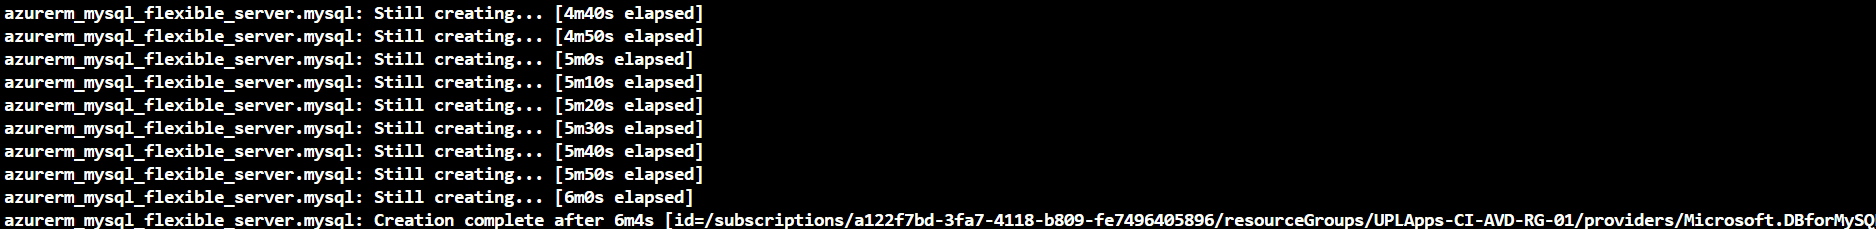 azurerm_mysql_flexible_server.mysql: Still creating... [4m40s elapsed]
azurerm_mysql_flexible_server.mysql: Still creating... [4m50s elapsed]
azurerm_mysql_flexible_server.mysql: Still creating... [5m0s elapsed]
azurerm_mysql_flexible_server.mysql: Still creating... [5m10s elapsed]
azurerm_mysql_flexible_server.mysql: Still creating... [5m20s elapsed]
azurerm_mysql_flexible_server.mysql: Still creating... [5m30s elapsed]
azurerm_mysql_flexible_server.mysql: Still creating... [5m40s elapsed]
azurerm_mysql_flexible_server.mysql: Still creating... [5m50s elapsed]
azurerm_mysql_flexible_server.mysql: Still creating... [6m0s elapsed]
azurerm_mysql_flexible_server.mysql: Creation complete after 6m4s [id=/subscriptions/a122f7bd-3fa7-4118-b809-fe7496405896/resourceGroups/UPLApps-CI-AVD-RG-01/providers/Microsoft.DBforMySQ